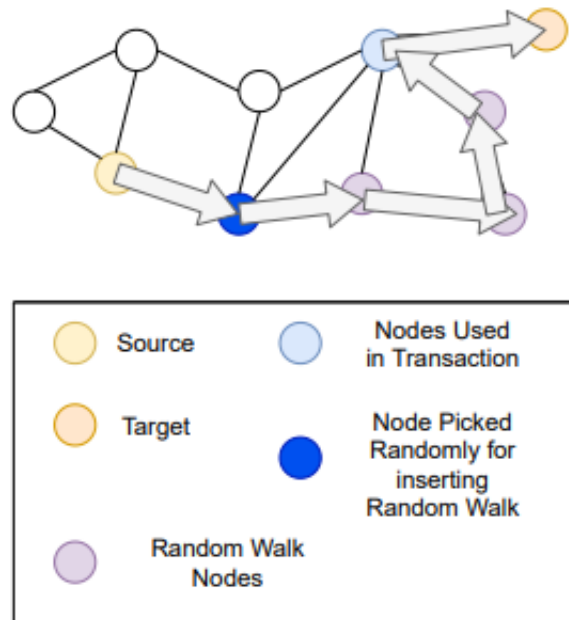 Source
Nodes Used
in Transaction
Target
Node Picked
Randomly for
inserting
Random Walk
Random Walk
Nodes